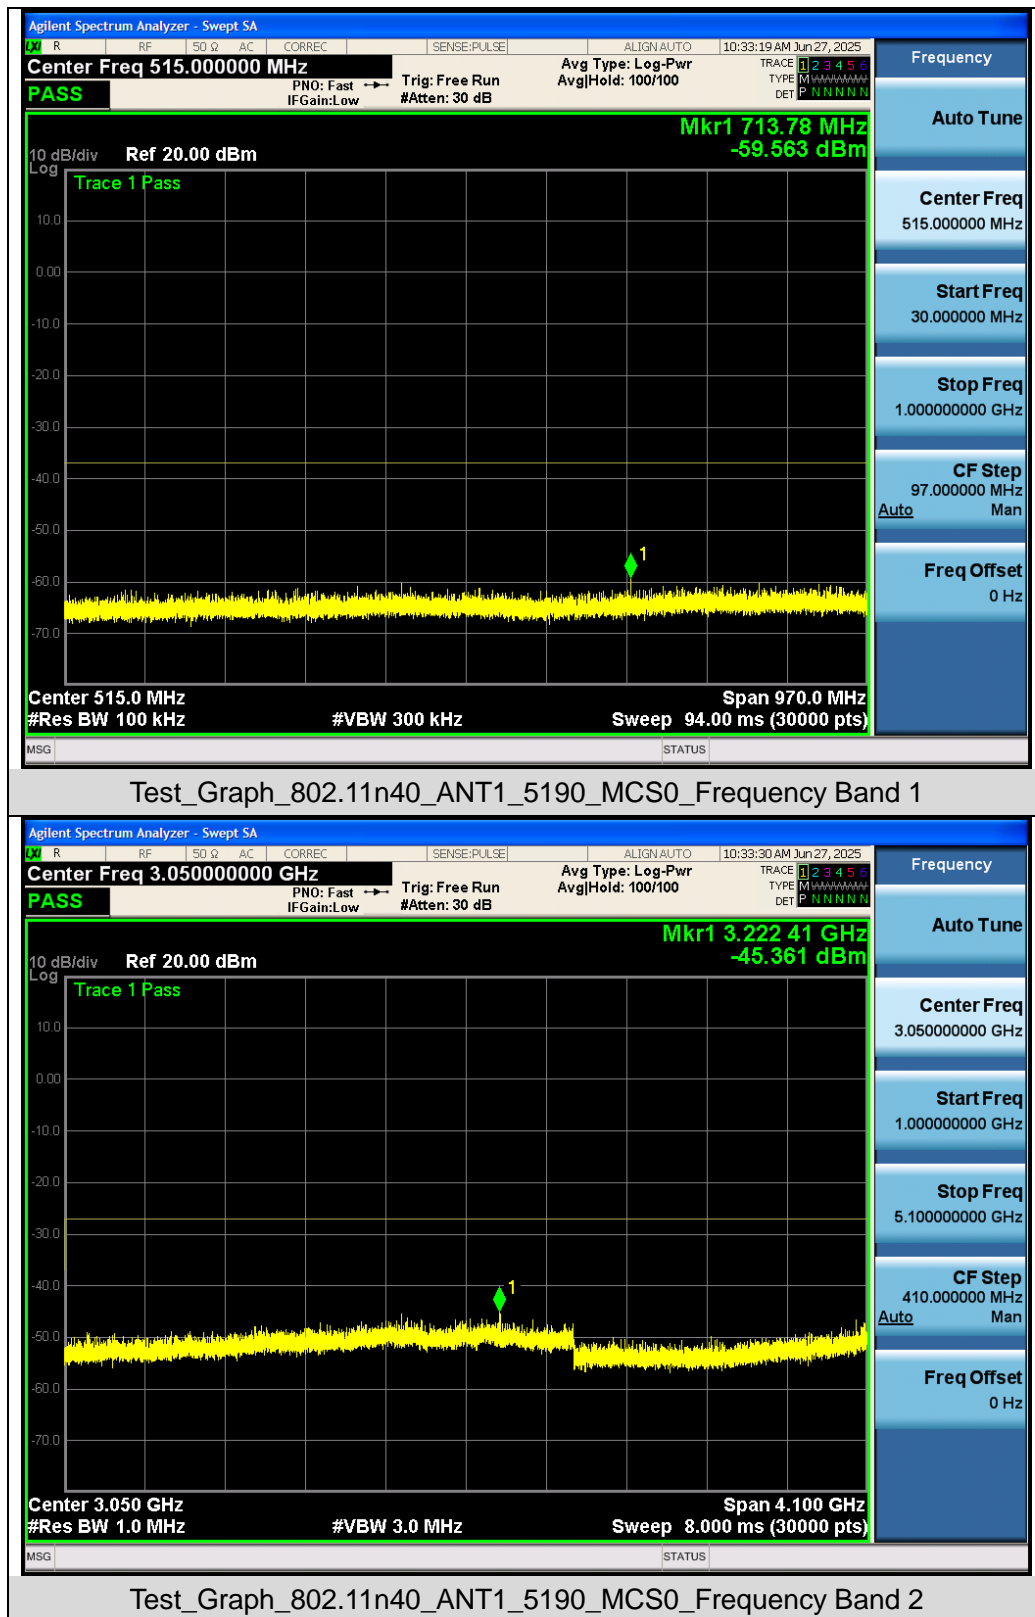 Agilent Spectrum Analyzer - Swept SA
LXI R RF 50 Ω AC CORREC SENSE:PULSE ALIGN AUTO 10:33:19 AM Jun 27, 2025
Center Freq 515.000000 MHz
PASS
PNO: Fast
IFGain:Low
Trig: Free Run
#Atten: 30 dB
Avg Type: Log-Pwr
Avg|Hold: 100/100
TRACE 1 2 3 4 5 6
TYPE M WWWWW
DET P N N N N N
Mkr1 713.78 MHz
-59.563 dBm
10 dB/div Ref 20.00 dBm
Log
Trace 1 Pass
10.0
0.00
-10.0
-20.0
-30.0
-40.0
-50.0
1
-60.0
-70.0
Center 515.0 MHz Span 970.0 MHz
#Res BW 100 kHz #VBW 300 kHz Sweep 94.00 ms (30000 pts)
MSG STATUS
Frequency
Auto Tune
Center Freq
515.000000 MHz
Start Freq
30.000000 MHz
Stop Freq
1.000000000 GHz
CF Step
97.000000 MHz
Auto Man
Freq Offset
0 Hz
Test_Graph_802.11n40_ANT1_5190_MCS0_Frequency Band 1
Agilent Spectrum Analyzer - Swept SA
LXI R RF 50 Ω AC CORREC SENSE:PULSE ALIGN AUTO 10:33:30 AM Jun 27, 2025
Center Freq 3.050000000 GHz
PASS
PNO: Fast
IFGain:Low
Trig: Free Run
#Atten: 30 dB
Avg Type: Log-Pwr
Avg|Hold: 100/100
TRACE 1 2 3 4 5 6
TYPE M WWWWW
DET P N N N N N
Mkr1 3.222 41 GHz
-45.361 dBm
10 dB/div Ref 20.00 dBm
Log
Trace 1 Pass
10.0
0.00
-10.0
-20.0
-30.0
-40.0
1
-50.0
-60.0
-70.0
Center 3.050 GHz Span 4.100 GHz
#Res BW 1.0 MHz #VBW 3.0 MHz Sweep 8.000 ms (30000 pts)
MSG STATUS
Frequency
Auto Tune
Center Freq
3.050000000 GHz
Start Freq
1.000000000 GHz
Stop Freq
5.100000000 GHz
CF Step
410.000000 MHz
Auto Man
Freq Offset
0 Hz
Test_Graph_802.11n40_ANT1_5190_MCS0_Frequency Band 2